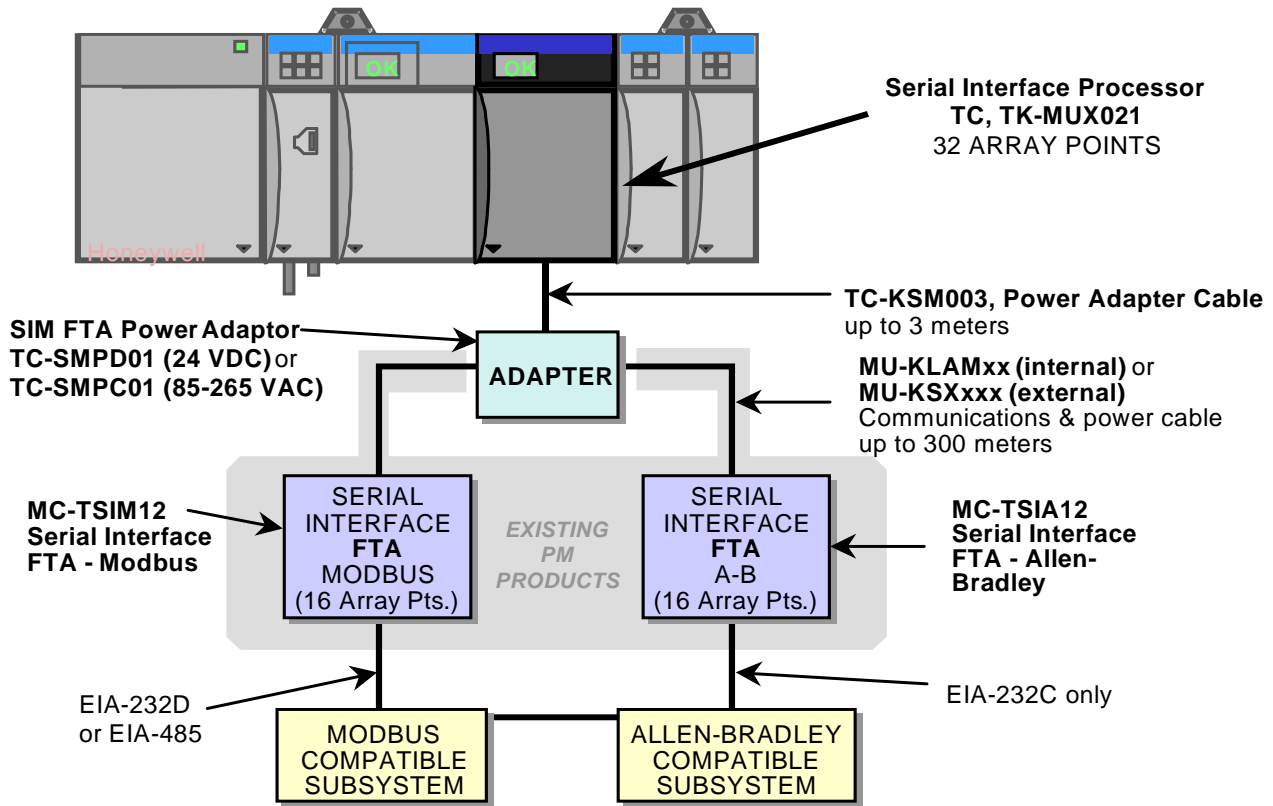 OK
OK
Honeywell
Serial Interface Processor
TC, TK-MUX021
32 ARRAY POINTS
TC-KSM003, Power Adapter Cable
up to 3 meters
SIM FTA Power Adaptor
TC-SMPD01 (24 VDC) or
TC-SMPC01 (85-265 VAC)
ADAPTER
MU-KLAMxx (internal) or
MU-KSXxxx (external)
Communications & power cable
up to 300 meters
MC-TSIM12
Serial Interface
FTA - Modbus
SERIAL
INTERFACE
FTA
MODBUS
(16 Array Pts.)
EXISTING
PM
PRODUCTS
SERIAL
INTERFACE
FTA
A-B
(16 Array Pts.)
MC-TSIA12
Serial Interface
FTA - Allen-
Bradley
EIA-232D
or EIA-485
EIA-232C only
MODBUS
COMPATIBLE
SUBSYSTEM
ALLEN-BRADLEY
COMPATIBLE
SUBSYSTEM